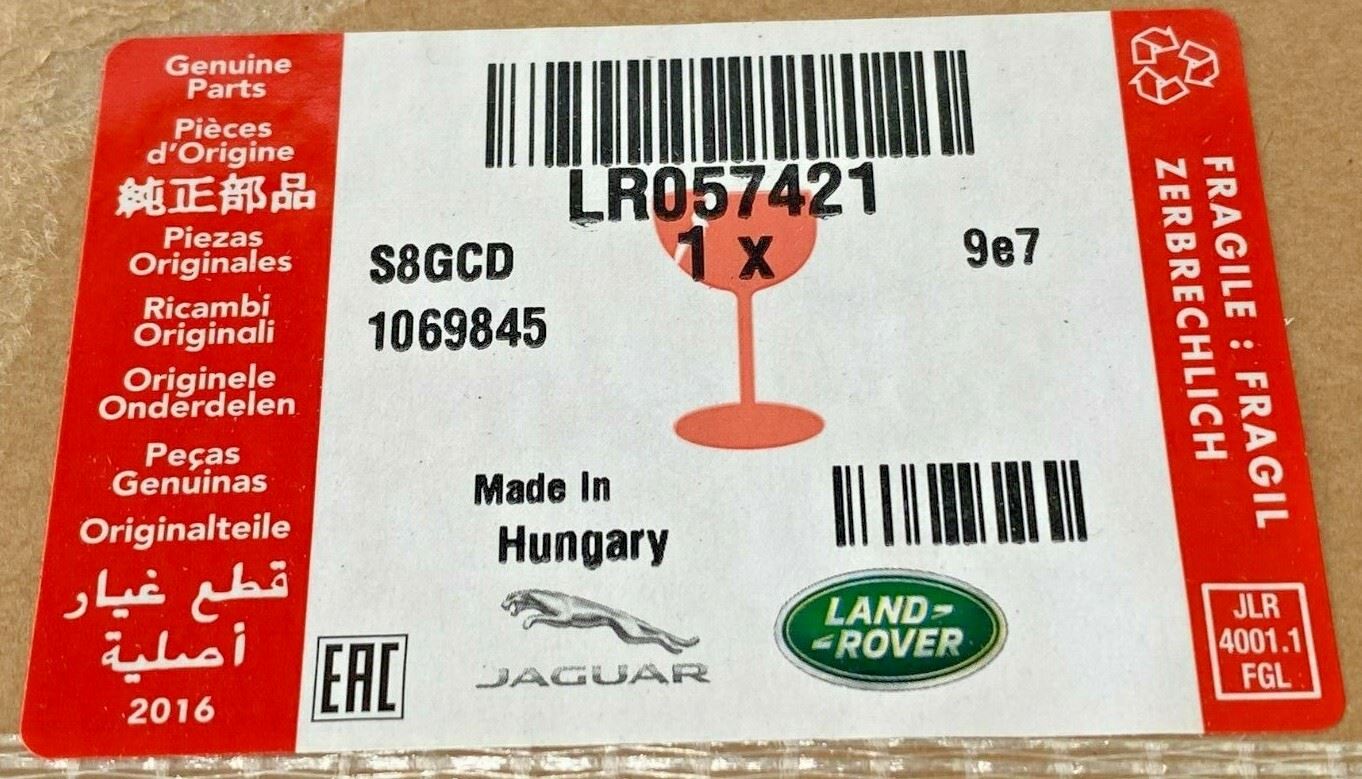 Genuine
Parts
Pièces
d'Origine
純正部品
Piezas
Originales
Ricambi
Originali
Originele
Onderdelen
Peças
Genuinas
Originalteile
قطع غيار
أصلية
2016
LR057421
1 x
S8GCD
9e7
1069845
Made In
Hungary
EAC
JAGUAR
LAND-
-ROVER
FRAGILE : FRAGIL
ZERBRECHLICH
JLR
4001.1
FGL